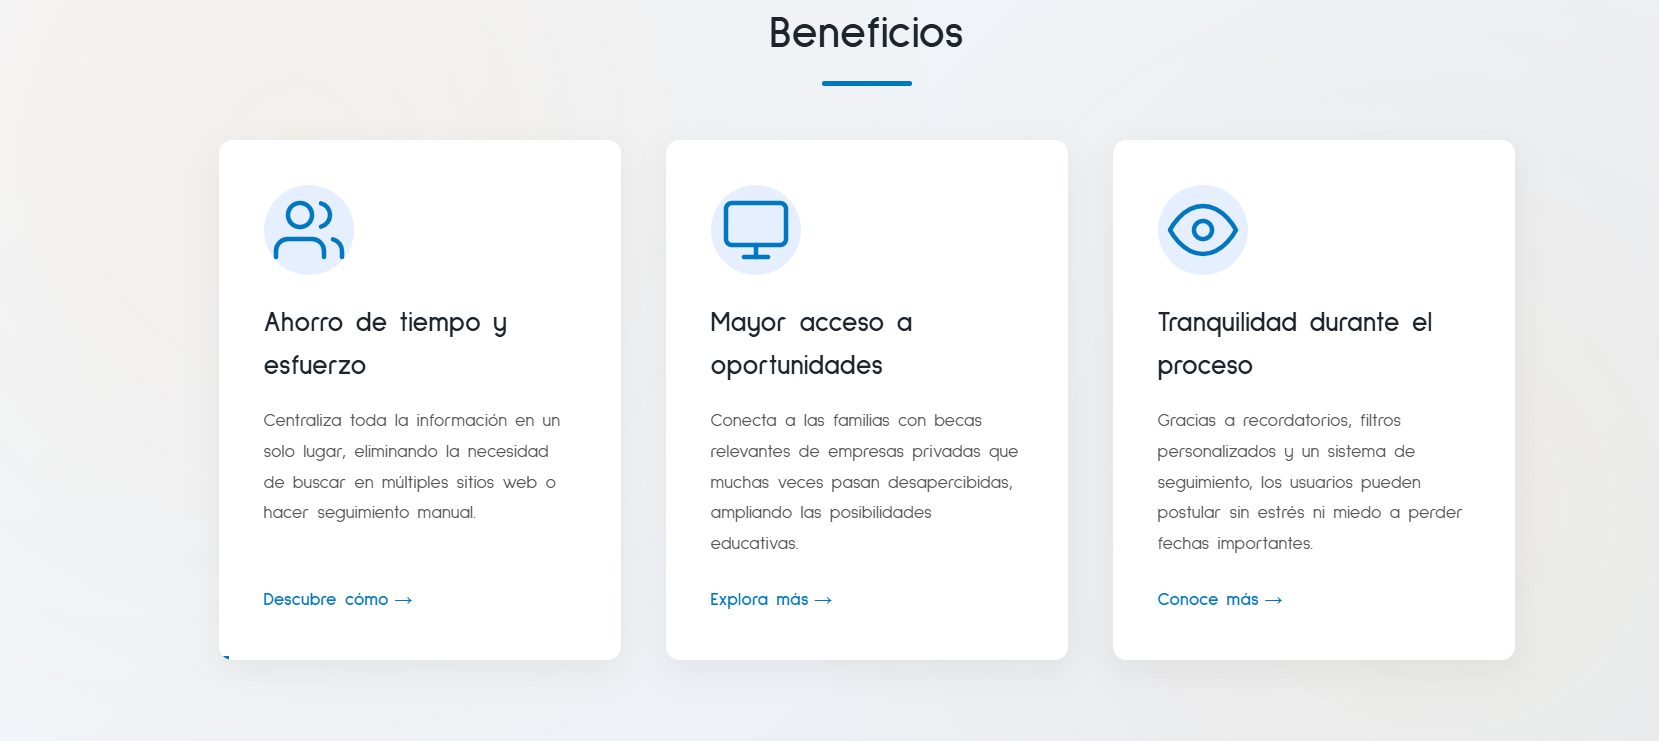 Beneficios
Ahorro de tiempo y
esfuerzo
Centraliza toda la información en un
solo lugar, eliminando la necesidad
de buscar en múltiples sitios web o
hacer seguimiento manual.
Descubre cómo →
Mayor acceso a
oportunidades
Conecta a las familias con becas
relevantes de empresas privadas que
muchas veces pasan desapercibidas,
ampliando las posibilidades
educativas.
Explora más →
Tranquilidad durante el
proceso
Gracias a recordatorios, filtros
personalizados y un sistema de
seguimiento, los usuarios pueden
postular sin estrés ni miedo a perder
fechas importantes.
Conoce más →